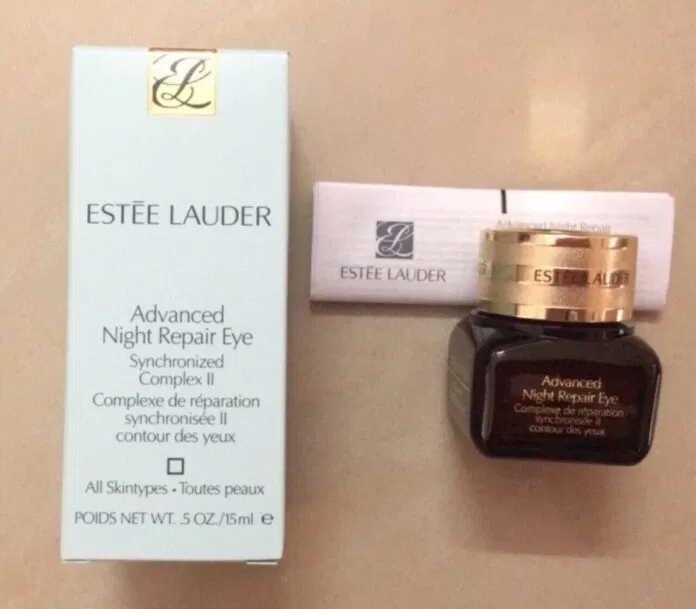 EL
ESTĒE LAUDER
Advanced
Night Repair Eye
Synchronized
Complex II
Complexe de réparation
synchronisée II
contour des yeux
All Skintypes • Toutes peaux
POIDS NET WT. .5 OZ./15ml e
EL
ESTĒE LAUDER
Advanced Night Repair
ESTĒE LAUDER
Advanced
Night Repair Eye
Complexe de réparation
synchronisée II
contour des yeux